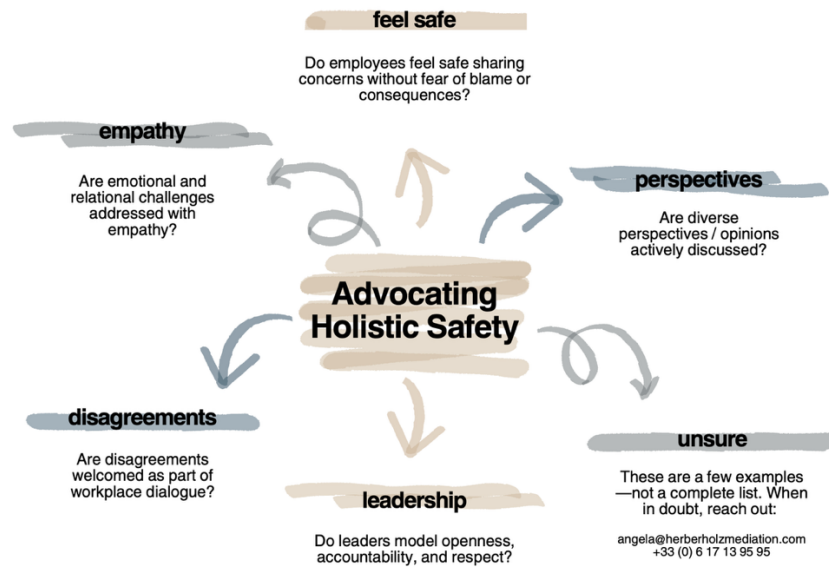 feel safe
Do employees feel safe sharing
concerns without fear of blame or
consequences?
empathy
Are emotional and
relational challenges
addressed with
empathy?
perspectives
Are diverse
perspectives / opinions
actively discussed?
Advocating
Holistic Safety
disagreements
Are disagreements
welcomed as part of
workplace dialogue?
leadership
Do leaders model openness,
accountability, and respect?
unsure
These are a few examples
—not a complete list. When
in doubt, reach out:
angela@herberholzmediation.com
+33 (0) 6 17 13 95 95